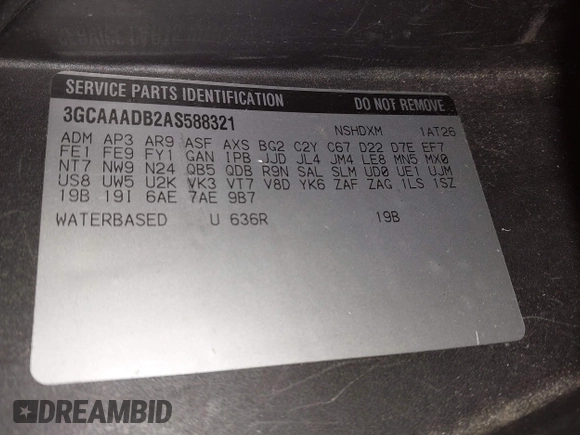 SERVICE PARTS IDENTIFICATION DO NOT REMOVE
3GCAAADB2AS588321 NSHDXM 1AT26
ADM AP3 AR9 ASF AXS BG2 C2Y C67 D22 D7E EF7
FE1 FE9 FY1 GAN IPB JJD JL4 JM4 LE8 MN5 MX0
NT7 NW9 N24 QB5 QDB R9N SAL SLM UD0 UE1 UJM
US8 UW5 U2K VK3 VT7 V8D YK6 ZAF ZAG 1LS 1SZ
19B 19I 6AE 7AE 9B7
WATERBASED U 636R 19B
DREAMBID